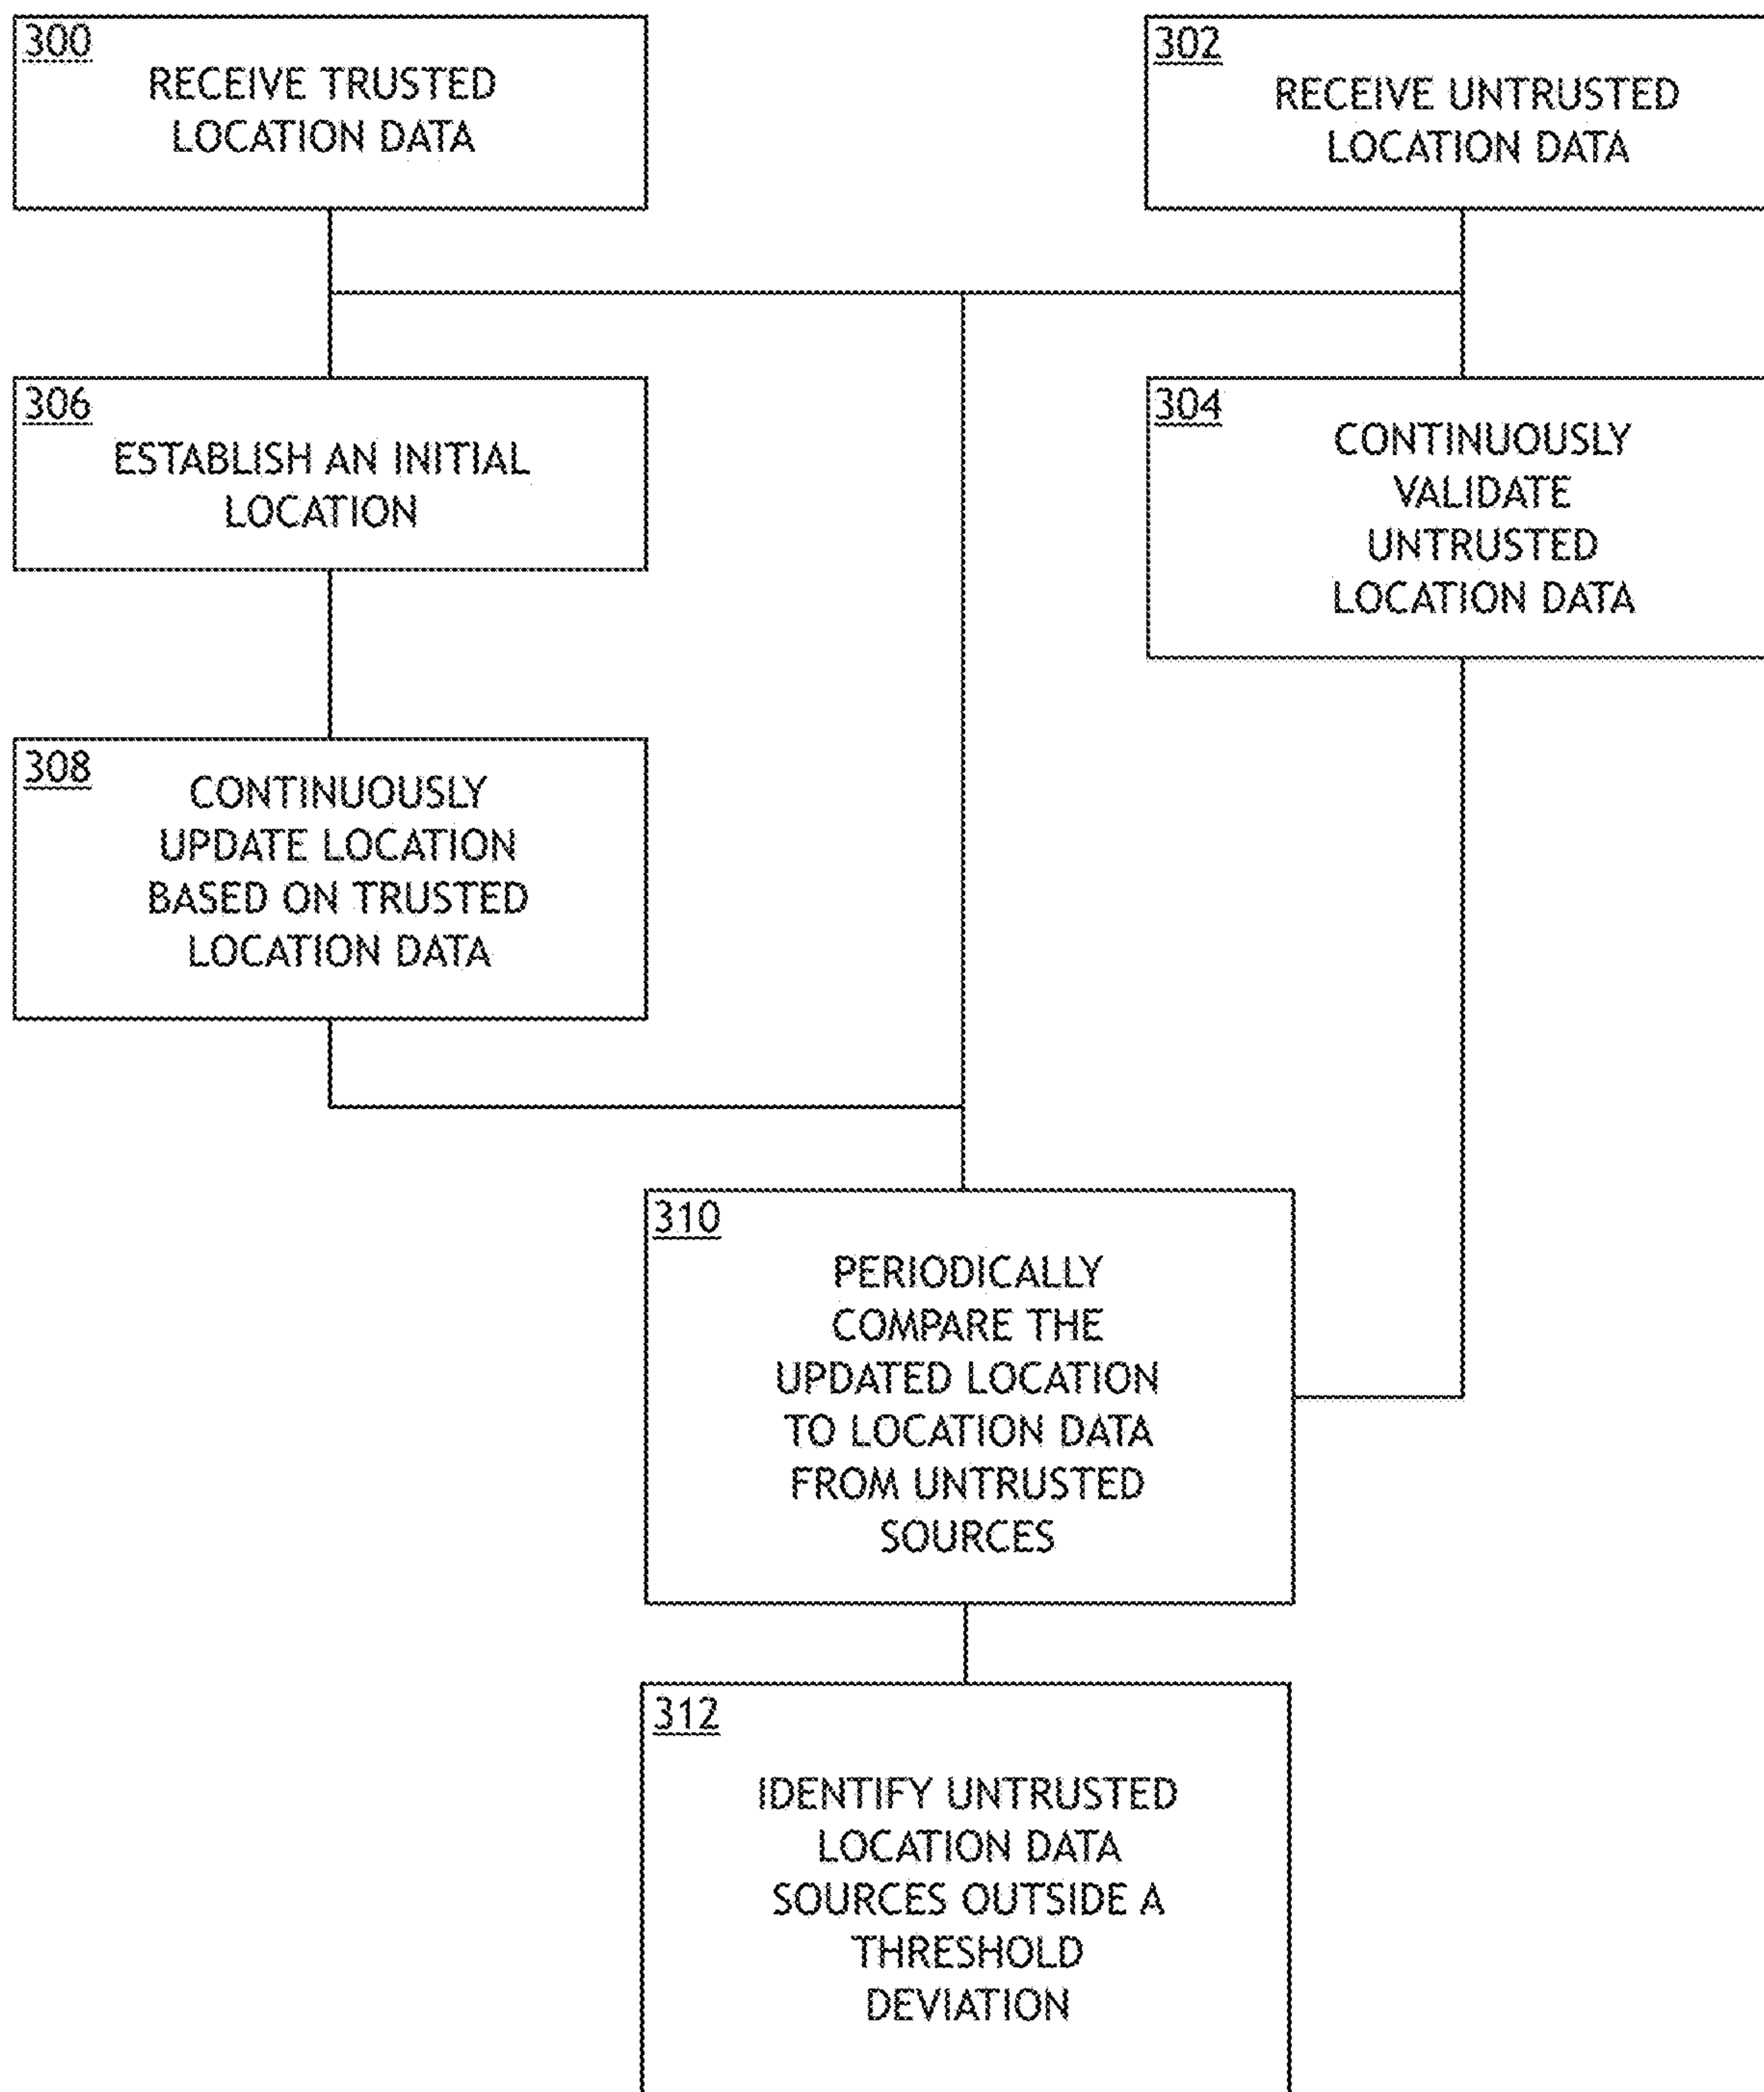 300
RECEIVE TRUSTED
LOCATION DATA
302
RECEIVE UNTRUSTED
LOCATION DATA
306
ESTABLISH AN INITIAL
LOCATION
304
CONTINUOUSLY
VALIDATE
UNTRUSTED
LOCATION DATA
308
CONTINUOUSLY
UPDATE LOCATION
BASED ON TRUSTED
LOCATION DATA
310
PERIODICALLY
COMPARE THE
UPDATED LOCATION
TO LOCATION DATA
FROM UNTRUSTED
SOURCES
312
IDENTIFY UNTRUSTED
LOCATION DATA
SOURCES OUTSIDE A
THRESHOLD
DEVIATION